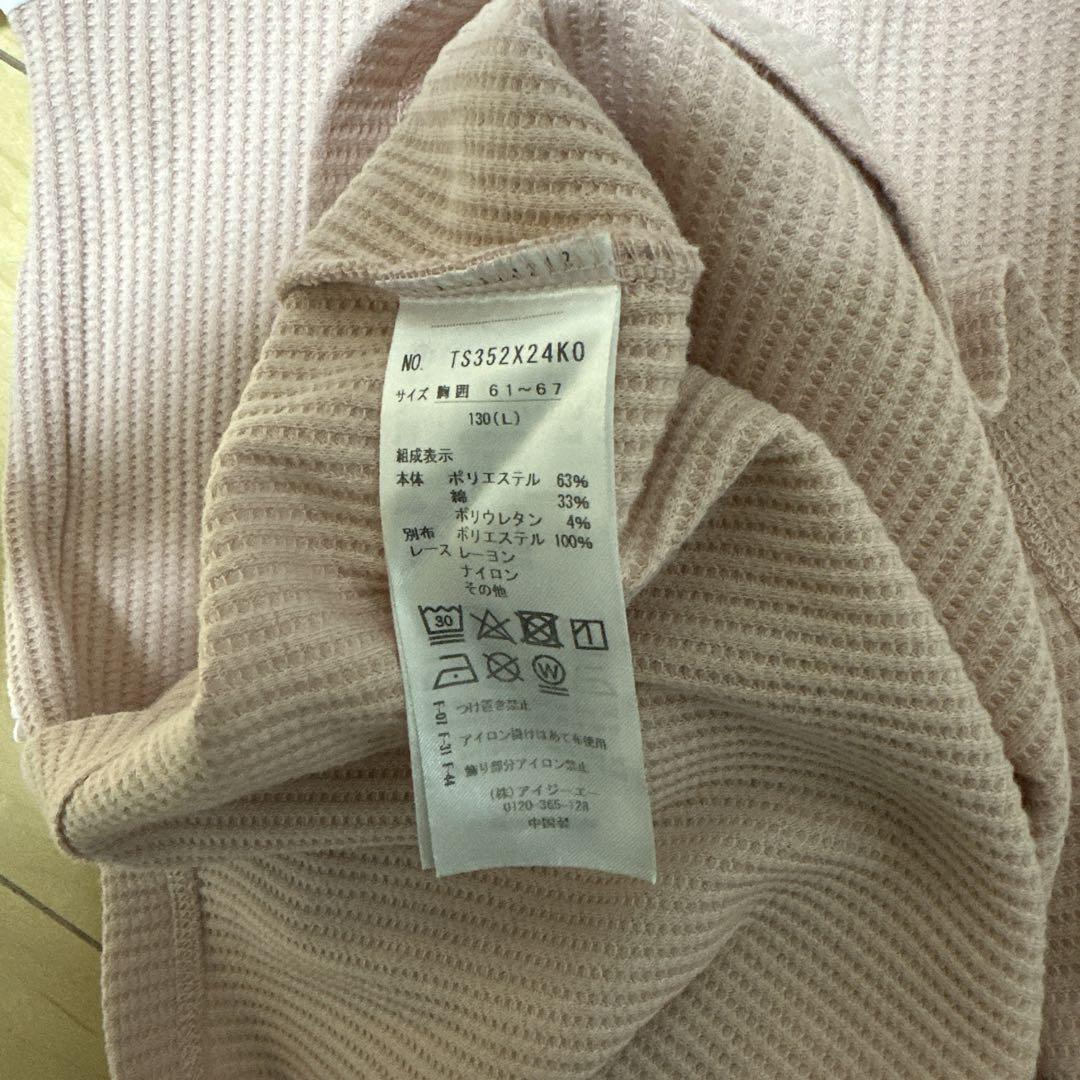 NO. TS352X24K0
サイズ 胸囲 61～67
130(L)
組成表示
本体 ポリエステル 63%
綿 33%
ポリウレタン 4%
別布 ポリエステル 100%
レース レーヨン
ナイロン
その他
30
W
F-01 F-31 F-44
つけ置き禁止
アイロン掛けはあて布使用
飾り部分アイロン禁止
(株)アイジーエー
0120-365-128
中国製